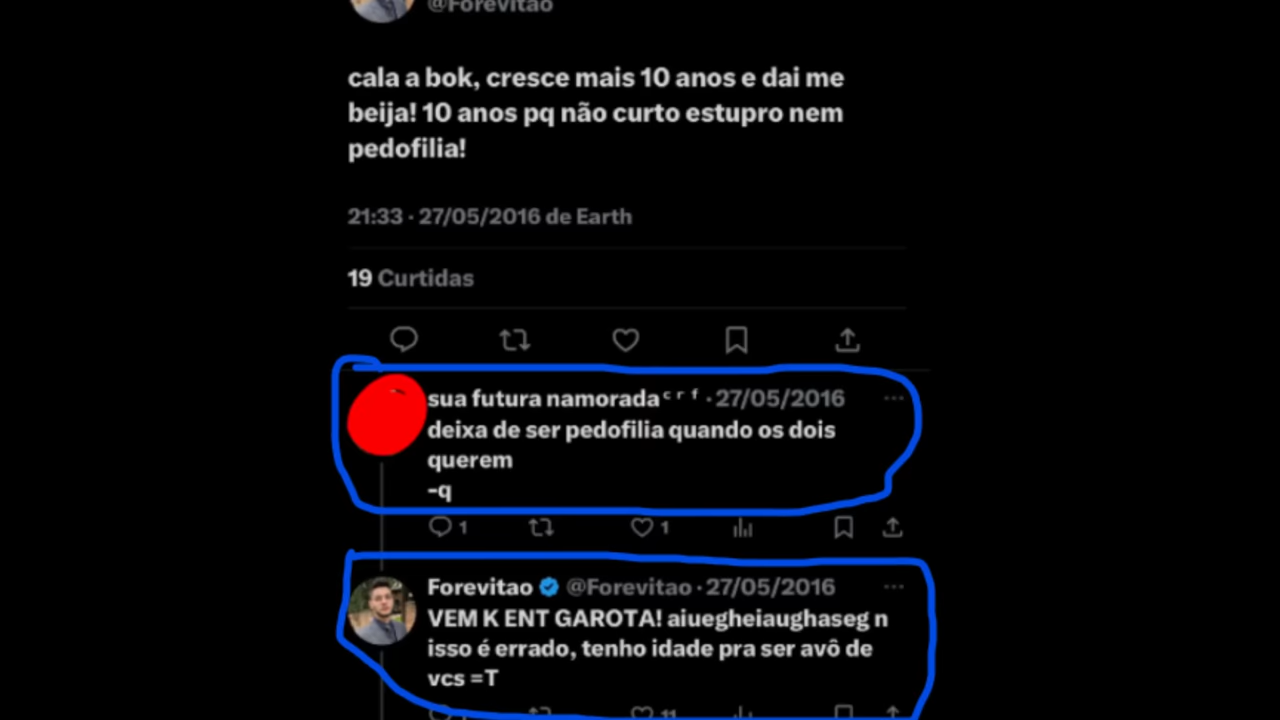 @Forevitao
cala a bok, cresce mais 10 anos e dai me
beija! 10 anos pq não curto estupro nem
pedofilia!
21:33 · 27/05/2016 de Earth
19 Curtidas
sua futura namorada ᶜ ʳ ᶠ · 27/05/2016
deixa de ser pedofilia quando os dois
querem
-q
1 1
Forevitao @Forevitao · 27/05/2016
VEM K ENT GAROTA! aiuegheiaughaseg n
isso é errado, tenho idade pra ser avô de
vcs =T
11